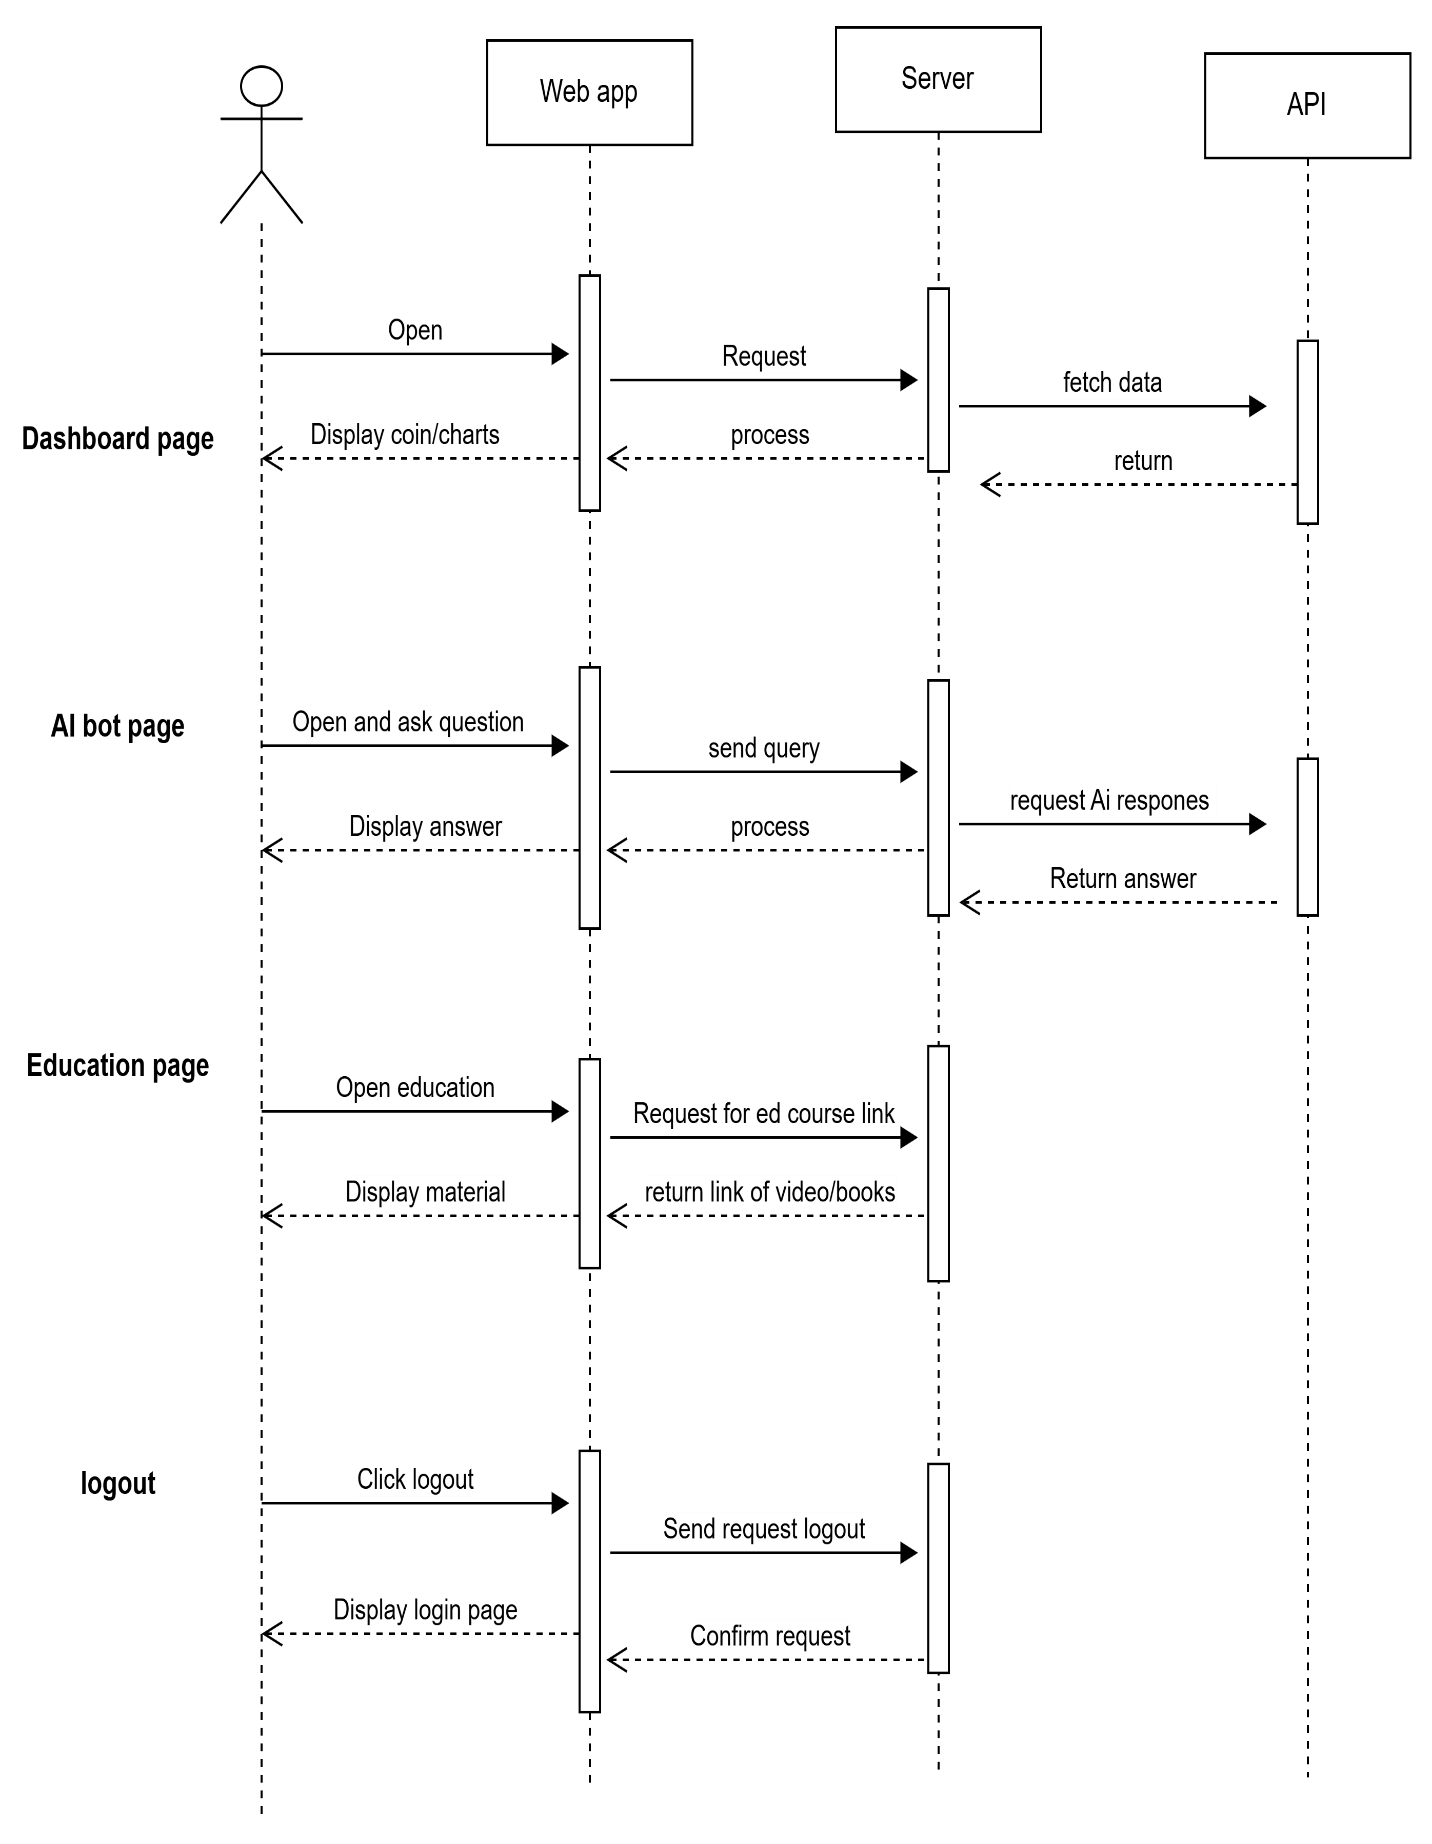 Web app
Server
API
Open
Request
fetch data
Dashboard page
Display coin/charts
process
return
AI bot page
Open and ask question
send query
request Ai respones
Display answer
process
Return answer
Education page
Open education
Request for ed course link
Display material
return link of video/books
logout
Click logout
Send request logout
Display login page
Confirm request